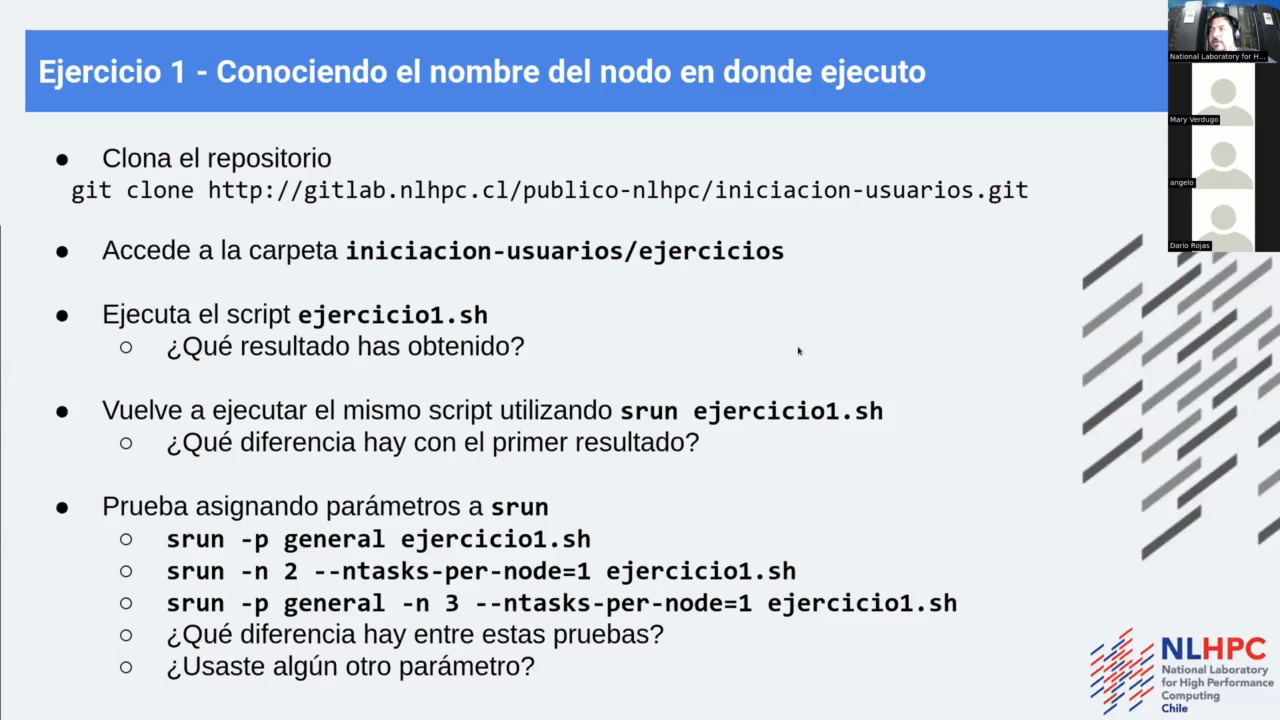 Ejercicio 1 - Conociendo el nombre del nodo en donde ejecuto
● Clona el repositorio
git clone http://gitlab.nlhpc.cl/publico-nlhpc/iniciacion-usuarios.git
● Accede a la carpeta iniciacion-usuarios/ejercicios
● Ejecuta el script ejercicio1.sh
○ ¿Qué resultado has obtenido?
● Vuelve a ejecutar el mismo script utilizando srun ejercicio1.sh
○ ¿Qué diferencia hay con el primer resultado?
● Prueba asignando parámetros a srun
○ srun -p general ejercicio1.sh
○ srun -n 2 --ntasks-per-node=1 ejercicio1.sh
○ srun -p general -n 3 --ntasks-per-node=1 ejercicio1.sh
○ ¿Qué diferencia hay entre estas pruebas?
○ ¿Usaste algún otro parámetro?
National Laboratory for H...
Mary Verdugo
angelo
Darío Rojas
NLHPC
National Laboratory
for High Performance
Computing
Chile